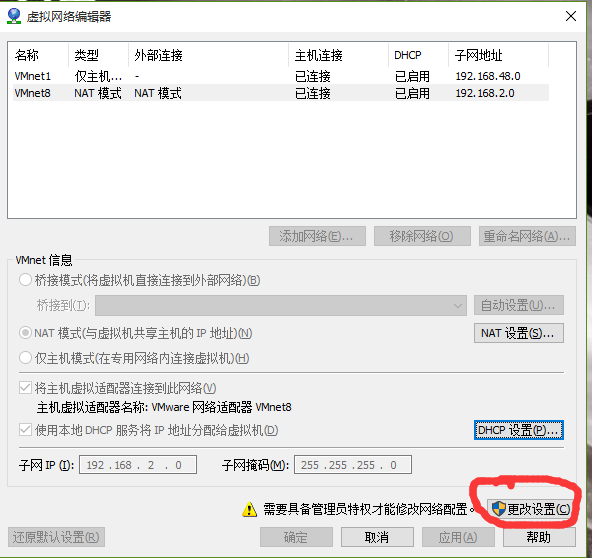 虚拟网络编辑器
名称 类型 外部连接 主机连接 DHCP 子网地址
VMnet1 仅主机... - 已连接 已启用 192.168.48.0
VMnet8 NAT 模式 NAT 模式 已连接 已启用 192.168.2.0
添加网络(E)... 移除网络(O) 重命名网络(A)...
VMnet 信息
桥接模式(将虚拟机直接连接到外部网络)(B)
桥接到(T): 自动设置(U)...
NAT 模式(与虚拟机共享主机的 IP 地址)(N) NAT 设置(S)...
仅主机模式(在专用网络内连接虚拟机)(H)
将主机虚拟适配器连接到此网络(V)
主机虚拟适配器名称: VMware 网络适配器 VMnet8
使用本地 DHCP 服务将 IP 地址分配给虚拟机(D) DHCP 设置(P)...
子网 IP (I): 192 . 168 . 2 . 0 子网掩码(M): 255 . 255 . 255 . 0
需要具备管理员特权才能修改网络配置。 更改设置(C)
还原默认设置(R) 确定 取消 应用(A) 帮助